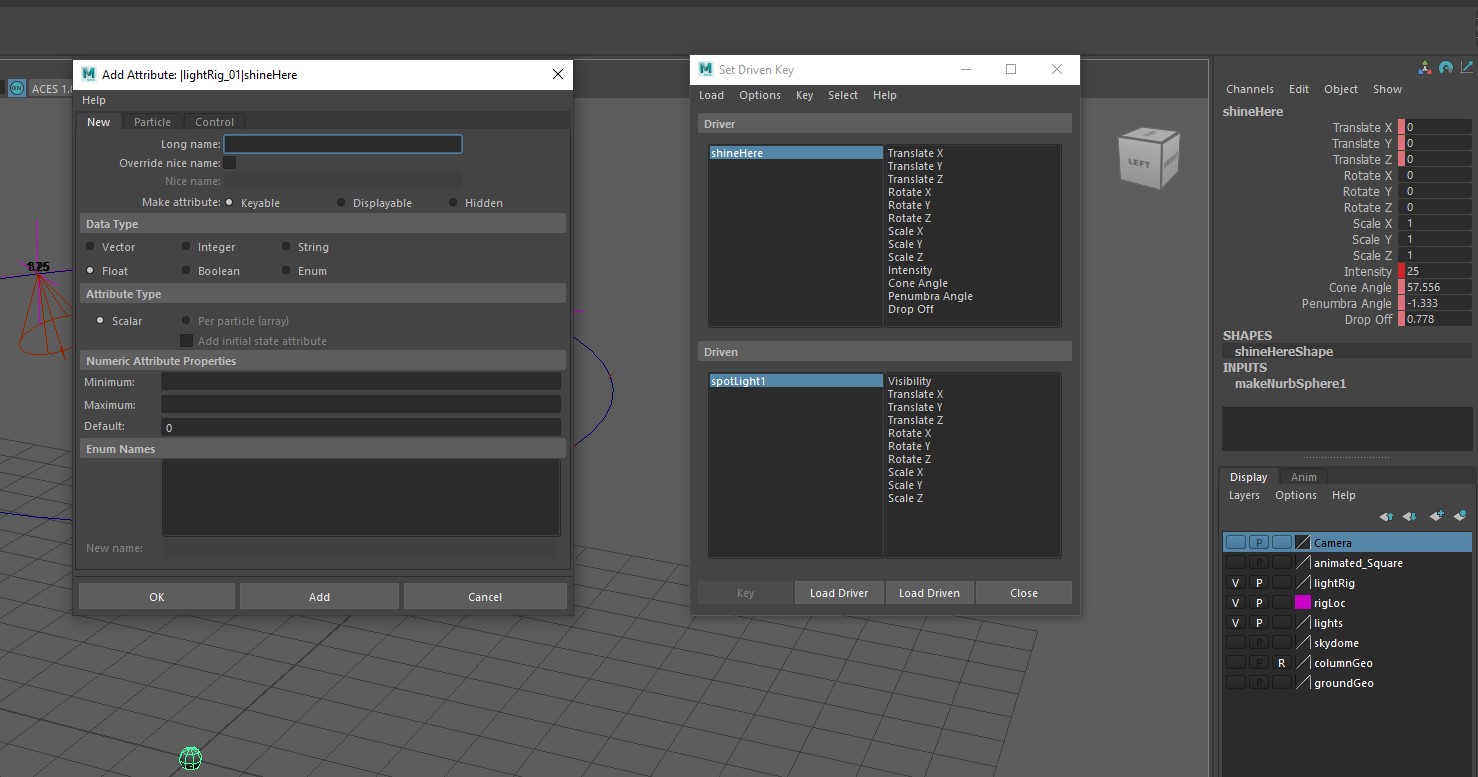 Add Attribute: |lightRig_01|shineHere
Help
New Particle Control
Long name:
Override nice name:
Nice name:
Make attribute: Keyable Displayable Hidden
Data Type
Vector Integer String
Float Boolean Enum
Attribute Type
Scalar Per particle (array)
Add initial state attribute
Numeric Attribute Properties
Minimum:
Maximum:
Default: 0
Enum Names
New name:
OK Add Cancel
ON ACES 1.
Set Driven Key
Load Options Key Select Help
Driver
shineHere
Translate X
Translate Y
Translate Z
Rotate X
Rotate Y
Rotate Z
Scale X
Scale Y
Scale Z
Intensity
Cone Angle
Penumbra Angle
Drop Off
Driven
spotLight1
Visibility
Translate X
Translate Y
Translate Z
Rotate X
Rotate Y
Rotate Z
Scale X
Scale Y
Scale Z
Key Load Driver Load Driven Close
LEFT
Channels Edit Object Show
shineHere
Translate X 0
Translate Y 0
Translate Z 0
Rotate X 0
Rotate Y 0
Rotate Z 0
Scale X 1
Scale Y 1
Scale Z 1
Intensity 25
Cone Angle 57.556
Penumbra Angle -1.333
Drop Off 0.778
SHAPES
shineHereShape
INPUTS
makeNurbSphere1
Display Anim
Layers Options Help
P Camera
P animated_Square
V P lightRig
V P rigLoc
V P lights
P skydome
P R columnGeo
P groundGeo